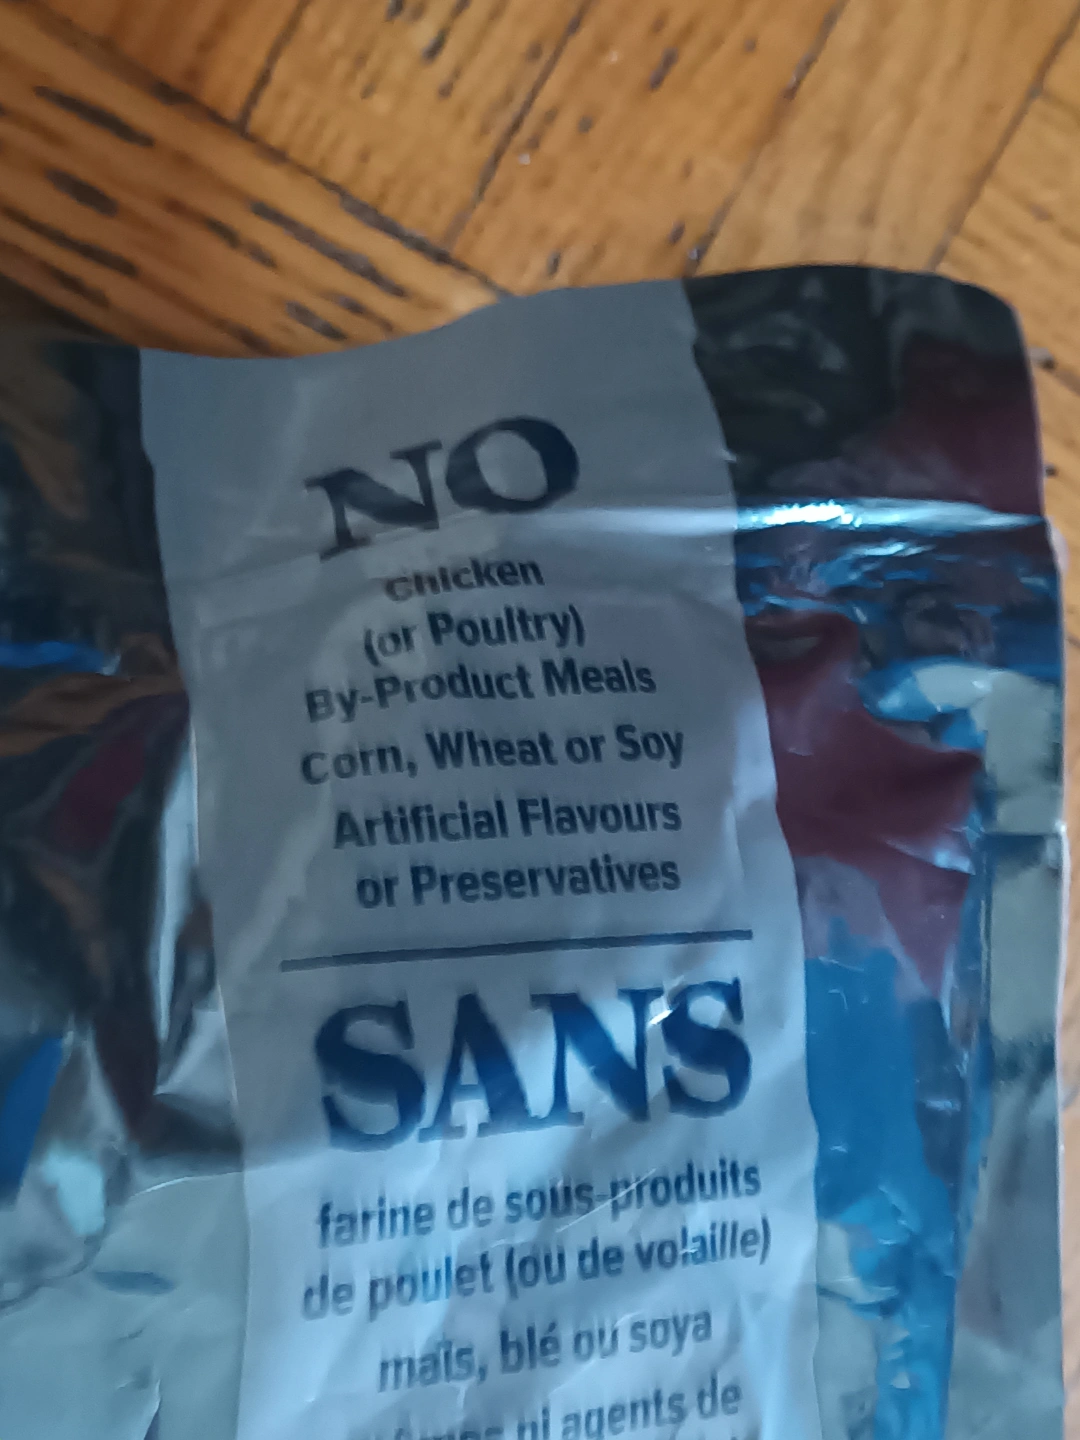 NO
Chicken
(or Poultry)
By-Product Meals
Corn, Wheat or Soy
Artificial Flavours
or Preservatives
SANS
farine de sous-produits
de poulet (ou de volaille)
maïs, blé ou soya
ni agents de